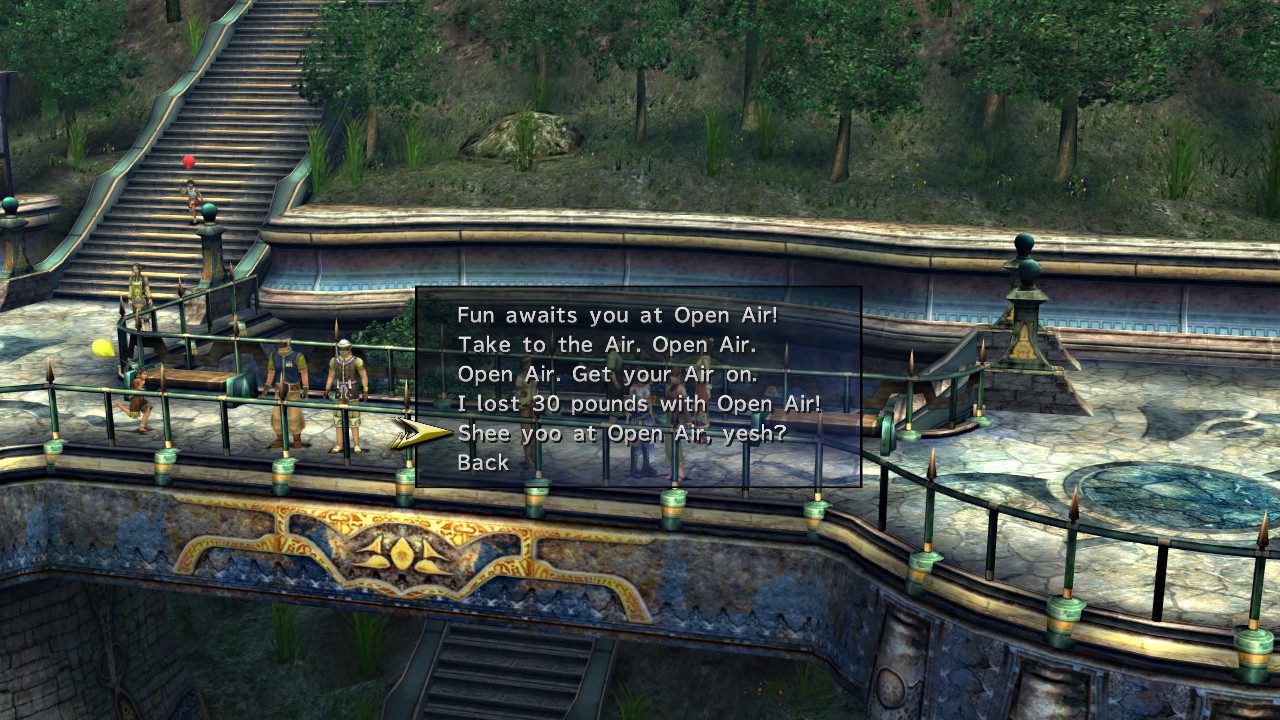 Fun awaits you at Open Air!
Take to the Air. Open Air.
Open Air. Get your Air on.
I lost 30 pounds with Open Air!
Shee yoo at Open Air, yesh?
Back